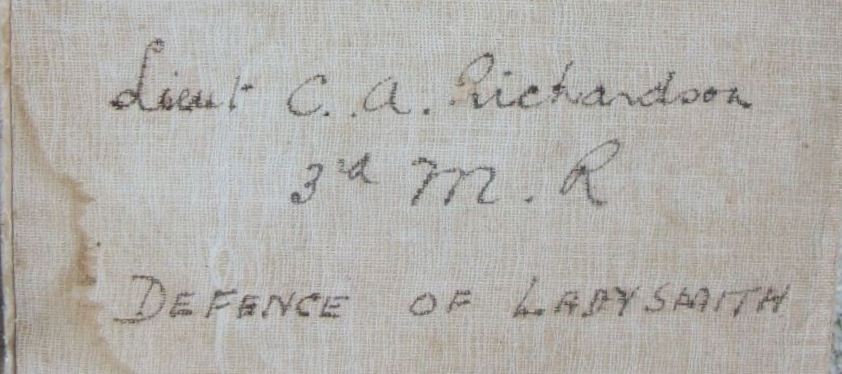 Lieut C. A. Richardson
3rd M. R
DEFENCE OF LADYSMITH